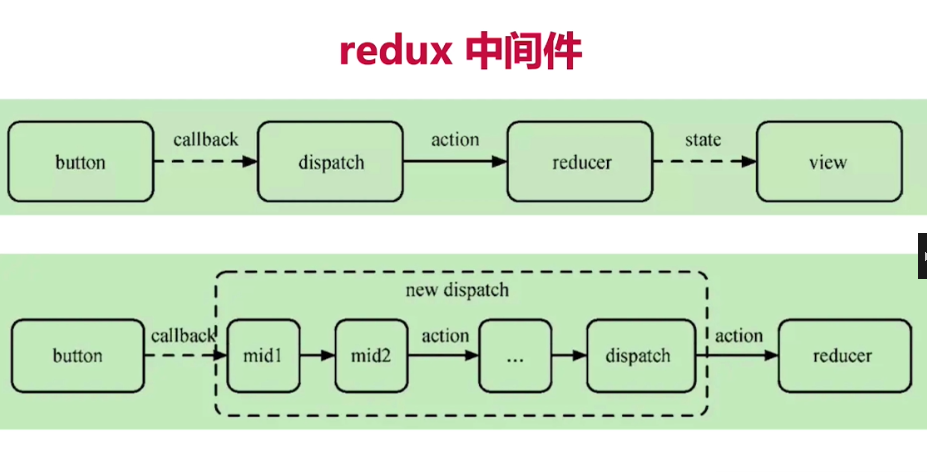 redux 中间件
callback action state
button dispatch reducer view
new dispatch
callback action action
button mid1 mid2 ... dispatch reducer